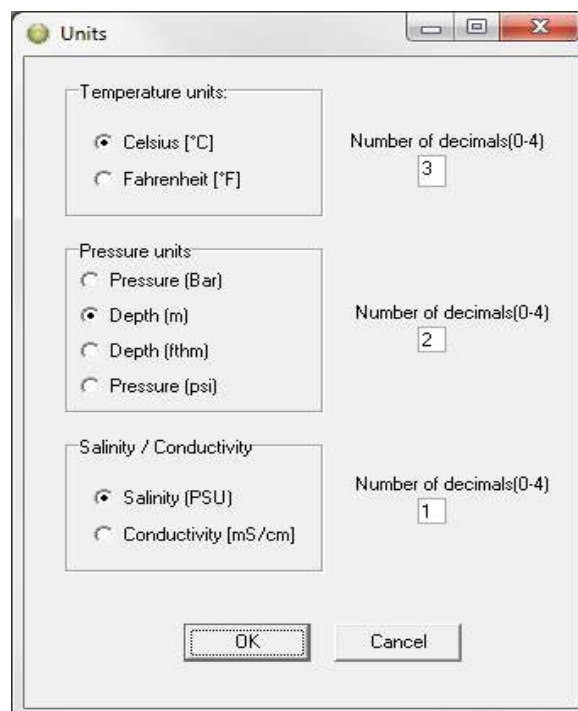 Units
Temperature units:
Celsius [°C]
Fahrenheit [°F]
Number of decimals(0-4)
3
Pressure units
Pressure (Bar)
Depth (m)
Depth (fthm)
Pressure (psi)
Number of decimals(0-4)
2
Salinity / Conductivity
Salinity (PSU)
Conductivity [mS/cm]
Number of decimals(0-4)
1
OK
Cancel